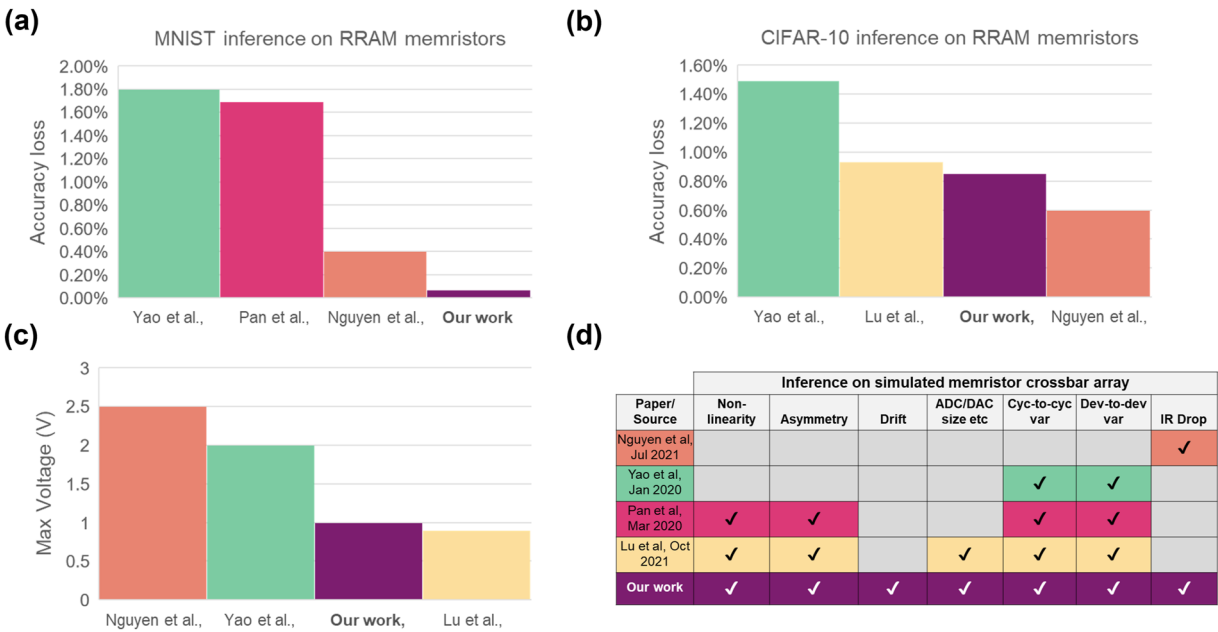 (a)
MNIST inference on RRAM memristors
Accuracy loss
2.00%
1.80%
1.60%
1.40%
1.20%
1.00%
0.80%
0.60%
0.40%
0.20%
0.00%
Yao et al., Pan et al., Nguyen et al., Our work
(b)
CIFAR-10 inference on RRAM memristors
Accuracy loss
1.60%
1.40%
1.20%
1.00%
0.80%
0.60%
0.40%
0.20%
0.00%
Yao et al., Lu et al., Our work, Nguyen et al.,
(c)
Max Voltage (V)
3
2.5
2
1.5
1
0.5
0
Nguyen et al., Yao et al., Our work, Lu et al.,
(d)
Inference on simulated memristor crossbar array
Paper/
Source
Non-
linearity
Asymmetry
Drift
ADC/DAC
size etc
Cyc-to-cyc
var
Dev-to-dev
var
IR Drop
Nguyen et al,
Jul 2021
✓
Yao et al,
Jan 2020
✓ ✓
Pan et al,
Mar 2020
✓ ✓ ✓ ✓
Lu et al, Oct
2021
✓ ✓ ✓ ✓ ✓
Our work ✓ ✓ ✓ ✓ ✓ ✓ ✓